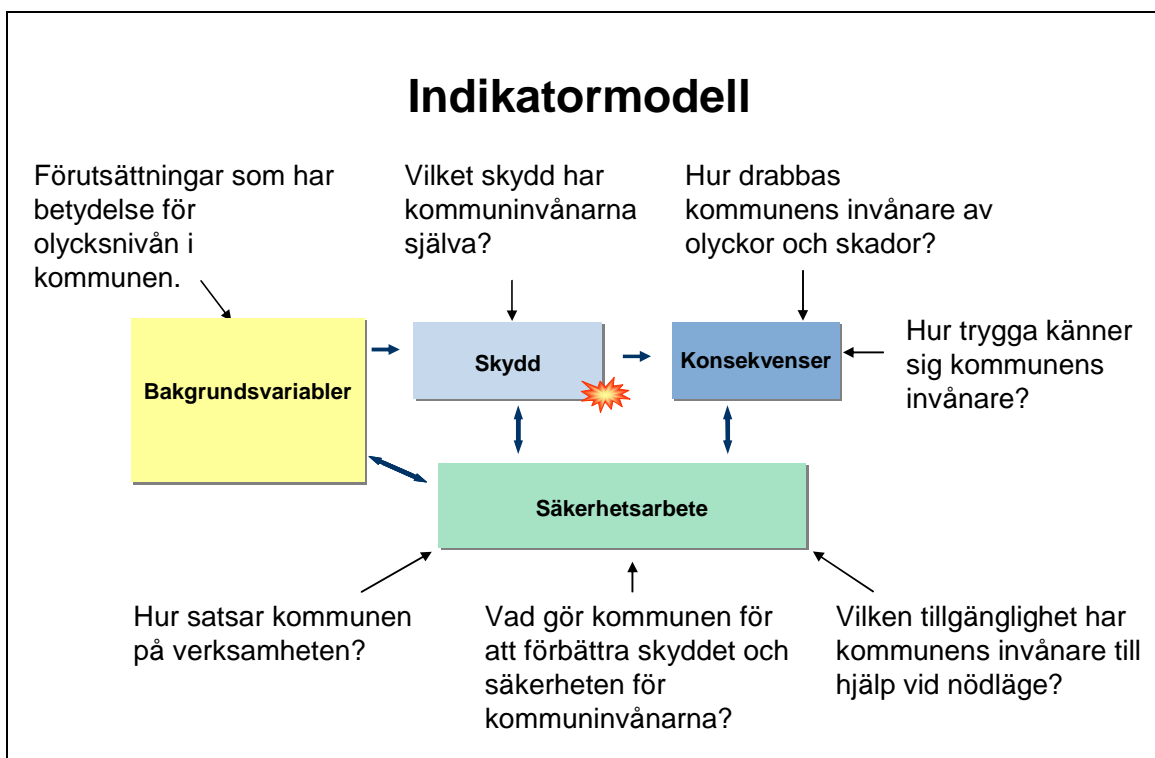 Indikatormodell
Förutsättningar som har
betydelse för
olycksnivån i
kommunen.
Vilket skydd har
kommuninvånarna
själva?
Hur drabbas
kommunens invånare av
olyckor och skador?
Hur trygga känner
sig kommunens
invånare?
Bakgrundsvariabler
Skydd
Konsekvenser
Säkerhetsarbete
Hur satsar kommunen
på verksamheten?
Vad gör kommunen för
att förbättra skyddet och
säkerheten för
kommuninvånarna?
Vilken tillgänglighet har
kommunens invånare till
hjälp vid nödläge?